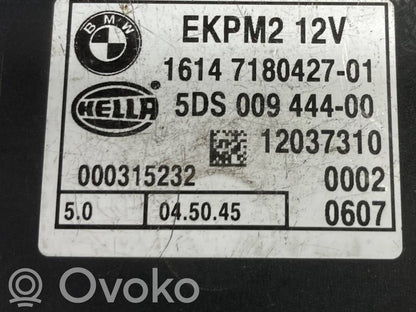 BMW
EKPM2 12V
1614 7180427-01
HELLA
5DS 009 444-00
12037310
000315232
0002
5.0
04.50.45
0607
Ovoko